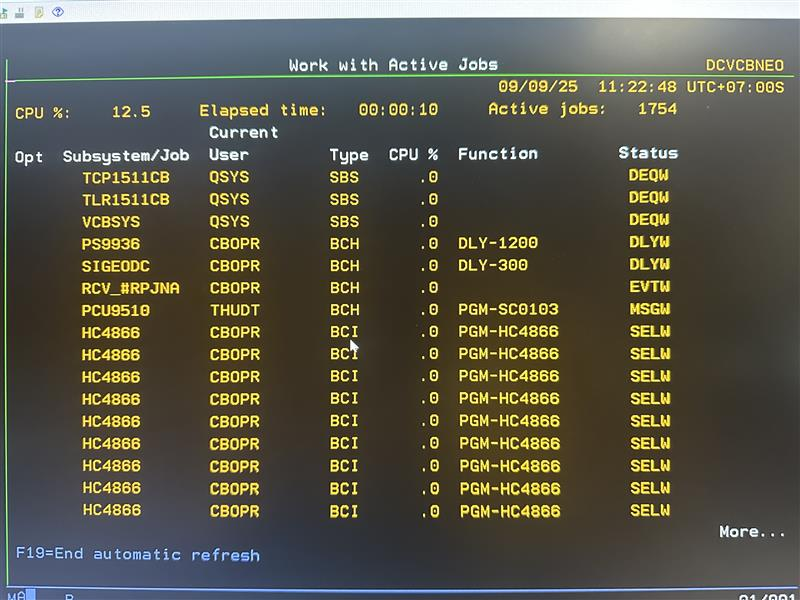 Work with Active Jobs DCVCBNEO
09/09/25 11:22:48 UTC+07:00S
CPU %: 12.5 Elapsed time: 00:00:10 Active jobs: 1754
Current
Opt Subsystem/Job User Type CPU % Function Status
TCP1511CB QSYS SBS .0 DEQW
TLR1511CB QSYS SBS .0 DEQW
VCBSYS QSYS SBS .0 DEQW
PS9936 CBOPR BCH .0 DLY-1200 DLYW
SIGEODC CBOPR BCH .0 DLY-300 DLYW
RCV_#RPJNA CBOPR BCH .0 EVTW
PCU9510 THUDT BCH .0 PGM-SC0103 MSGW
HC4866 CBOPR BCI .0 PGM-HC4866 SELW
HC4866 CBOPR BCI .0 PGM-HC4866 SELW
HC4866 CBOPR BCI .0 PGM-HC4866 SELW
HC4866 CBOPR BCI .0 PGM-HC4866 SELW
HC4866 CBOPR BCI .0 PGM-HC4866 SELW
HC4866 CBOPR BCI .0 PGM-HC4866 SELW
HC4866 CBOPR BCI .0 PGM-HC4866 SELW
HC4866 CBOPR BCI .0 PGM-HC4866 SELW
HC4866 CBOPR BCI .0 PGM-HC4866 SELW
More...
F19=End automatic refresh
MA B 01/001